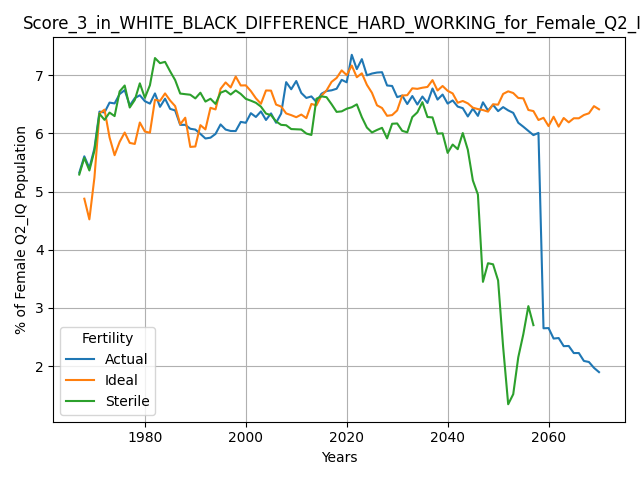 Score_3_in_WHITE_BLACK_DIFFERENCE_HARD_WORKING_for_Female_Q2_I
% of Female Q2_IQ Population
7
6
5
4
3
2
Fertility
Actual
Ideal
Sterile
1980 2000 2020 2040 2060
Years